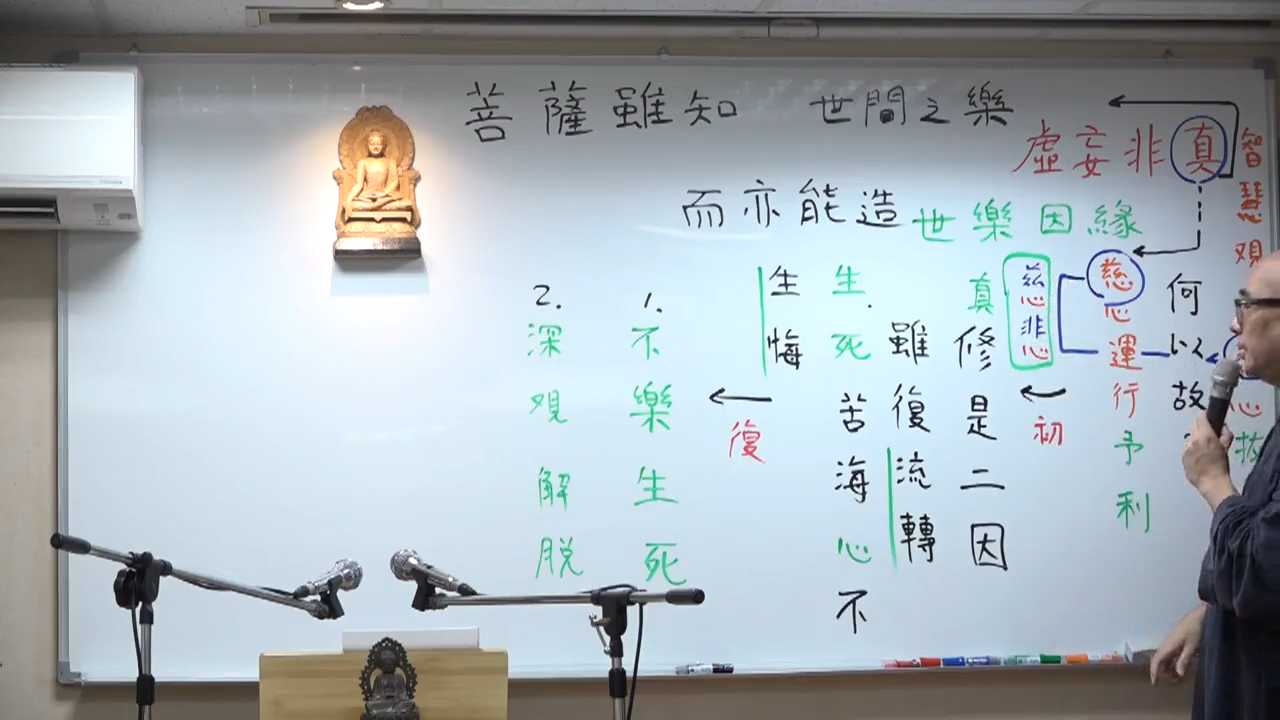 菩薩雖知 世間之樂
虛妄非真
而亦能造世樂因緣
智慧觀
心拔
何以故
慈心運行予利
慈心非心
初
真修是二因
雖復流轉
生死苦海心不
生悔
復
1.不樂生死
2.深觀解脫